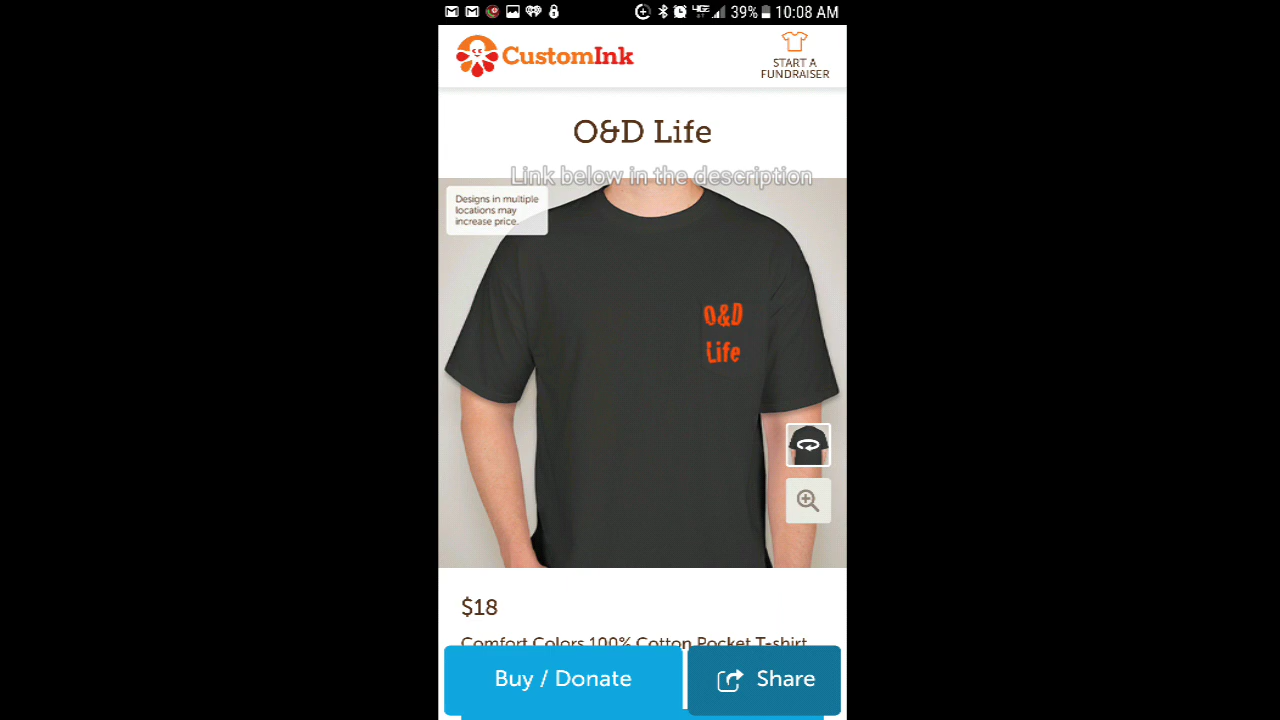 39% 10:08 AM
CustomInk
START A
FUNDRAISER
O&D Life
Link below in the description
Designs in multiple
locations may
increase price.
O&D
Life
$18
Comfort Colors 100% Cotton Pocket T-shirt
Buy / Donate
Share